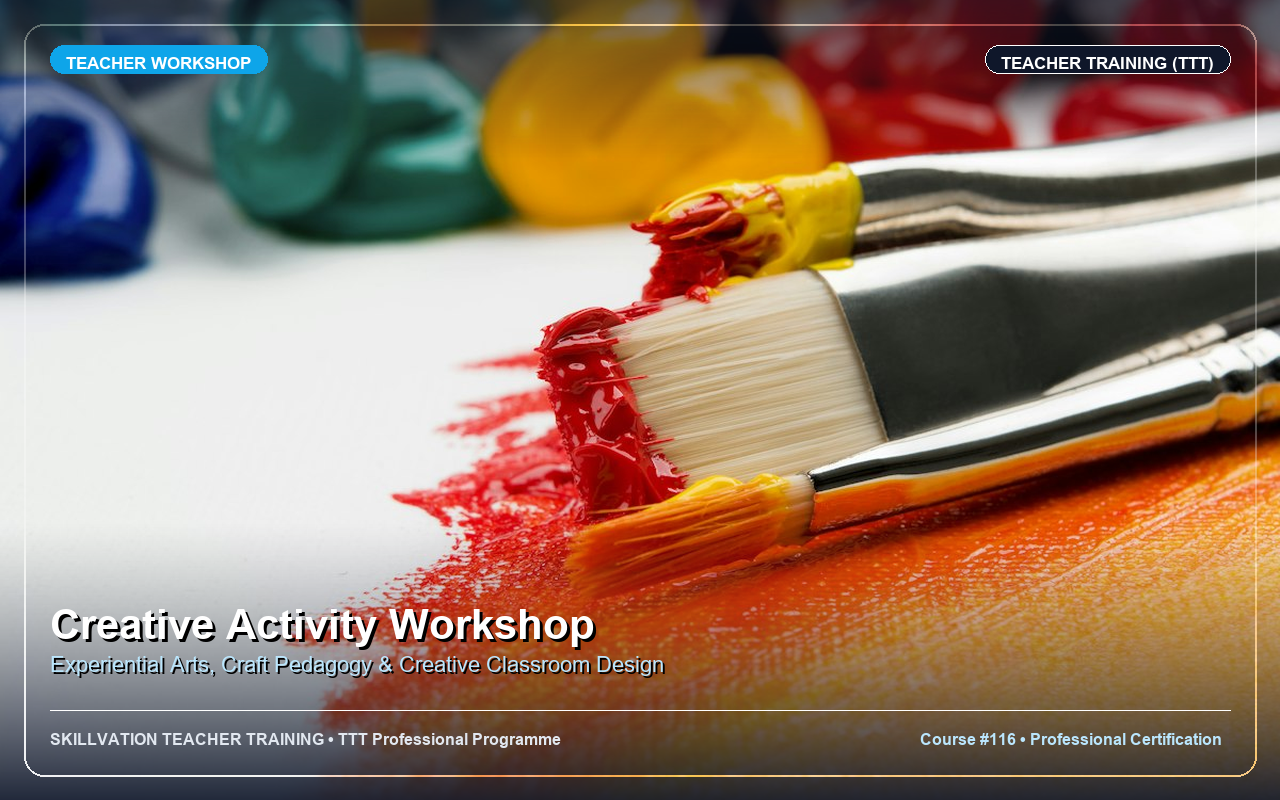 TEACHER WORKSHOP
TEACHER TRAINING (TTT)
Creative Activity Workshop
Experiential Arts, Craft Pedagogy & Creative Classroom Design
SKILLVATION TEACHER TRAINING • TTT Professional Programme
Course #116 • Professional Certification